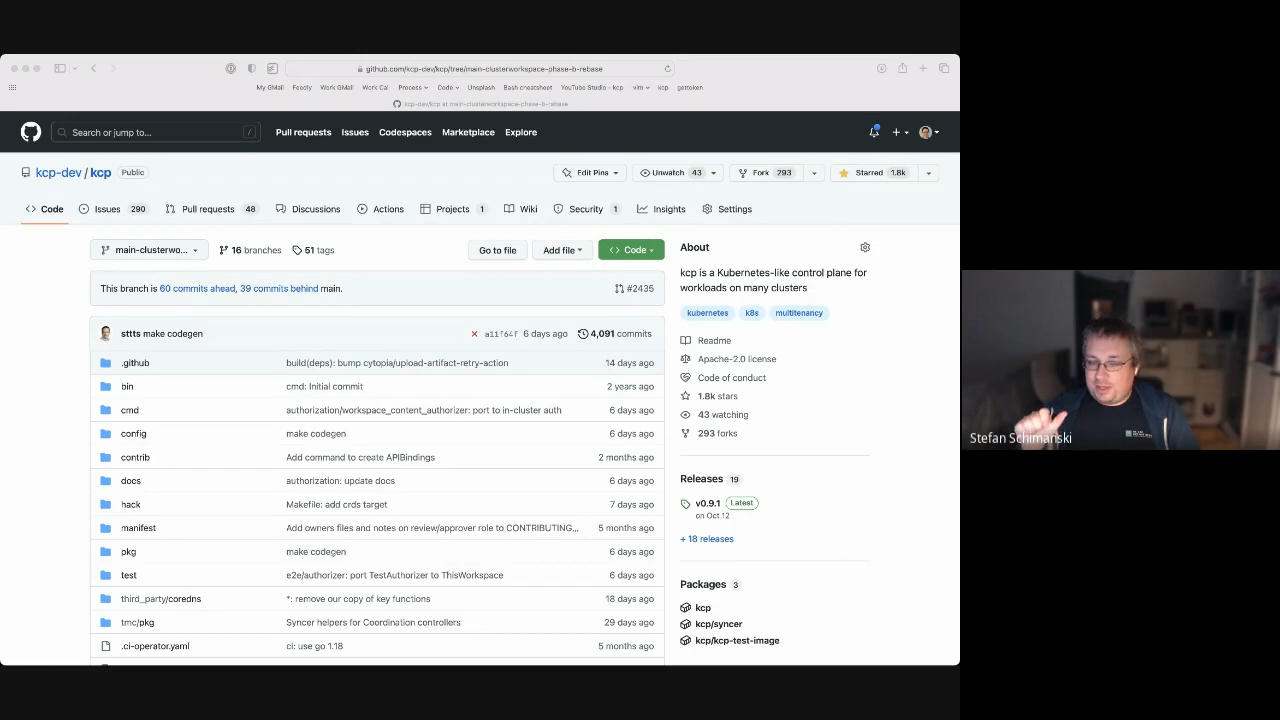 github.com/kcp-dev/kcp/tree/main-clusterworkspace-phase-b-rebase
My GMail Feedly Work GMail Work Cal Process Code Unsplash Bash cheatsheet YouTube Studio - kcp vim kcp gettoken
kcp-dev/kcp at main-clusterworkspace-phase-b-rebase
Search or jump to... / Pull requests Issues Codespaces Marketplace Explore
kcp-dev / kcp Public Edit Pins Unwatch 43 Fork 293 Starred 1.8k
Code Issues 290 Pull requests 48 Discussions Actions Projects 1 Wiki Security 1 Insights Settings
main-clusterwo... 16 branches 51 tags Go to file Add file Code
This branch is 60 commits ahead, 39 commits behind main. #2435
sttts make codegen a11f64f 6 days ago 4,091 commits
.github build(deps): bump cytopia/upload-artifact-retry-action 14 days ago
bin cmd: Initial commit 2 years ago
cmd authorization/workspace_content_authorizer: port to in-cluster auth 6 days ago
config make codegen 6 days ago
contrib Add command to create APIBindings 2 months ago
docs authorization: update docs 6 days ago
hack Makefile: add crds target 7 days ago
manifest Add owners files and notes on review/approver role to CONTRIBUTING,... 5 months ago
pkg make codegen 6 days ago
test e2e/authorizer: port TestAuthorizer to ThisWorkspace 6 days ago
third_party/coredns *: remove our copy of key functions 18 days ago
tmc/pkg Syncer helpers for Coordination controllers 29 days ago
.ci-operator.yaml ci: use go 1.18 5 months ago
About
kcp is a Kubernetes-like control plane for
workloads on many clusters
kubernetes k8s multitenancy
Readme
Apache-2.0 license
Code of conduct
1.8k stars
43 watching
293 forks
Releases 19
v0.9.1 Latest
on Oct 12
+ 18 releases
Packages 3
kcp
kcp/syncer
kcp/kcp-test-image
Stefan Schimanski